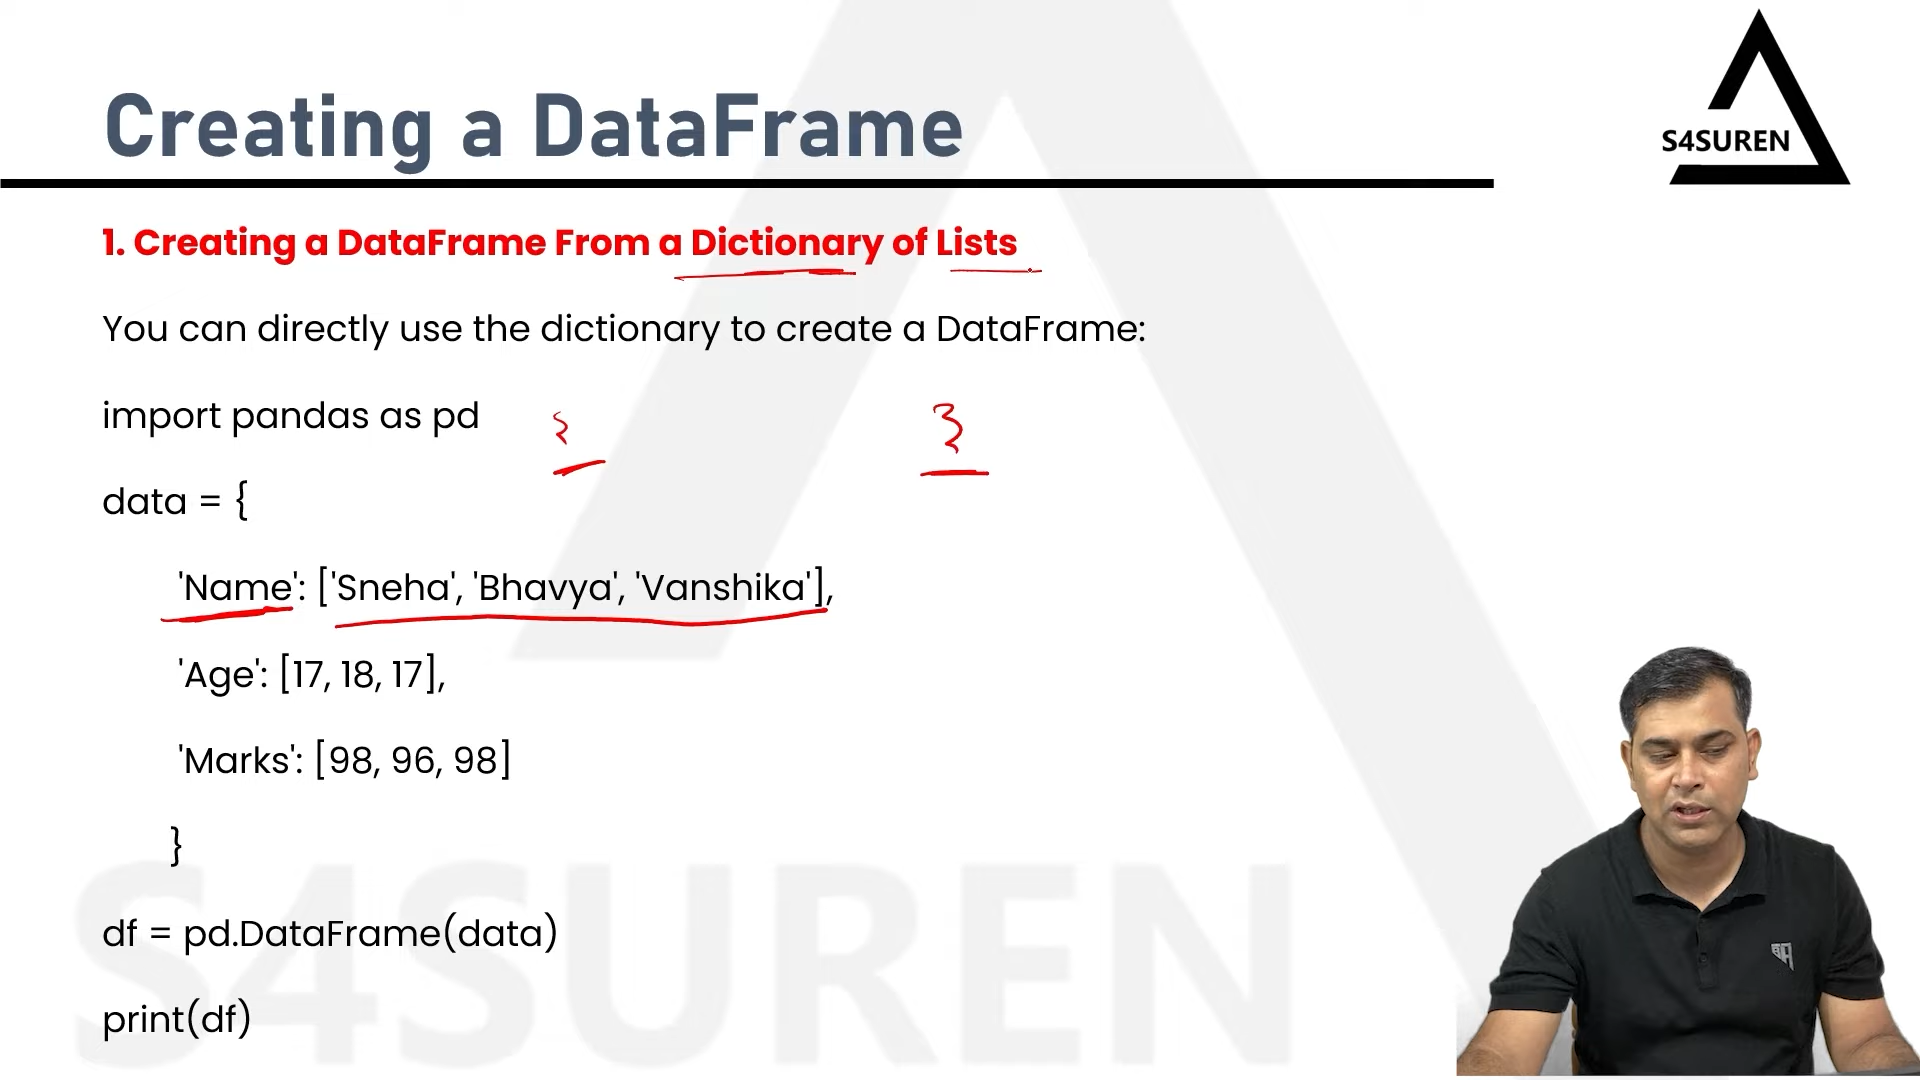 Creating a DataFrame
S4SUREN
1. Creating a DataFrame From a Dictionary of Lists
You can directly use the dictionary to create a DataFrame:
import pandas as pd
{ }
data = {
'Name': ['Sneha', 'Bhavya', 'Vanshika'],
'Age': [17, 18, 17],
'Marks': [98, 96, 98]
}
df = pd.DataFrame(data)
print(df)
S4SUREN